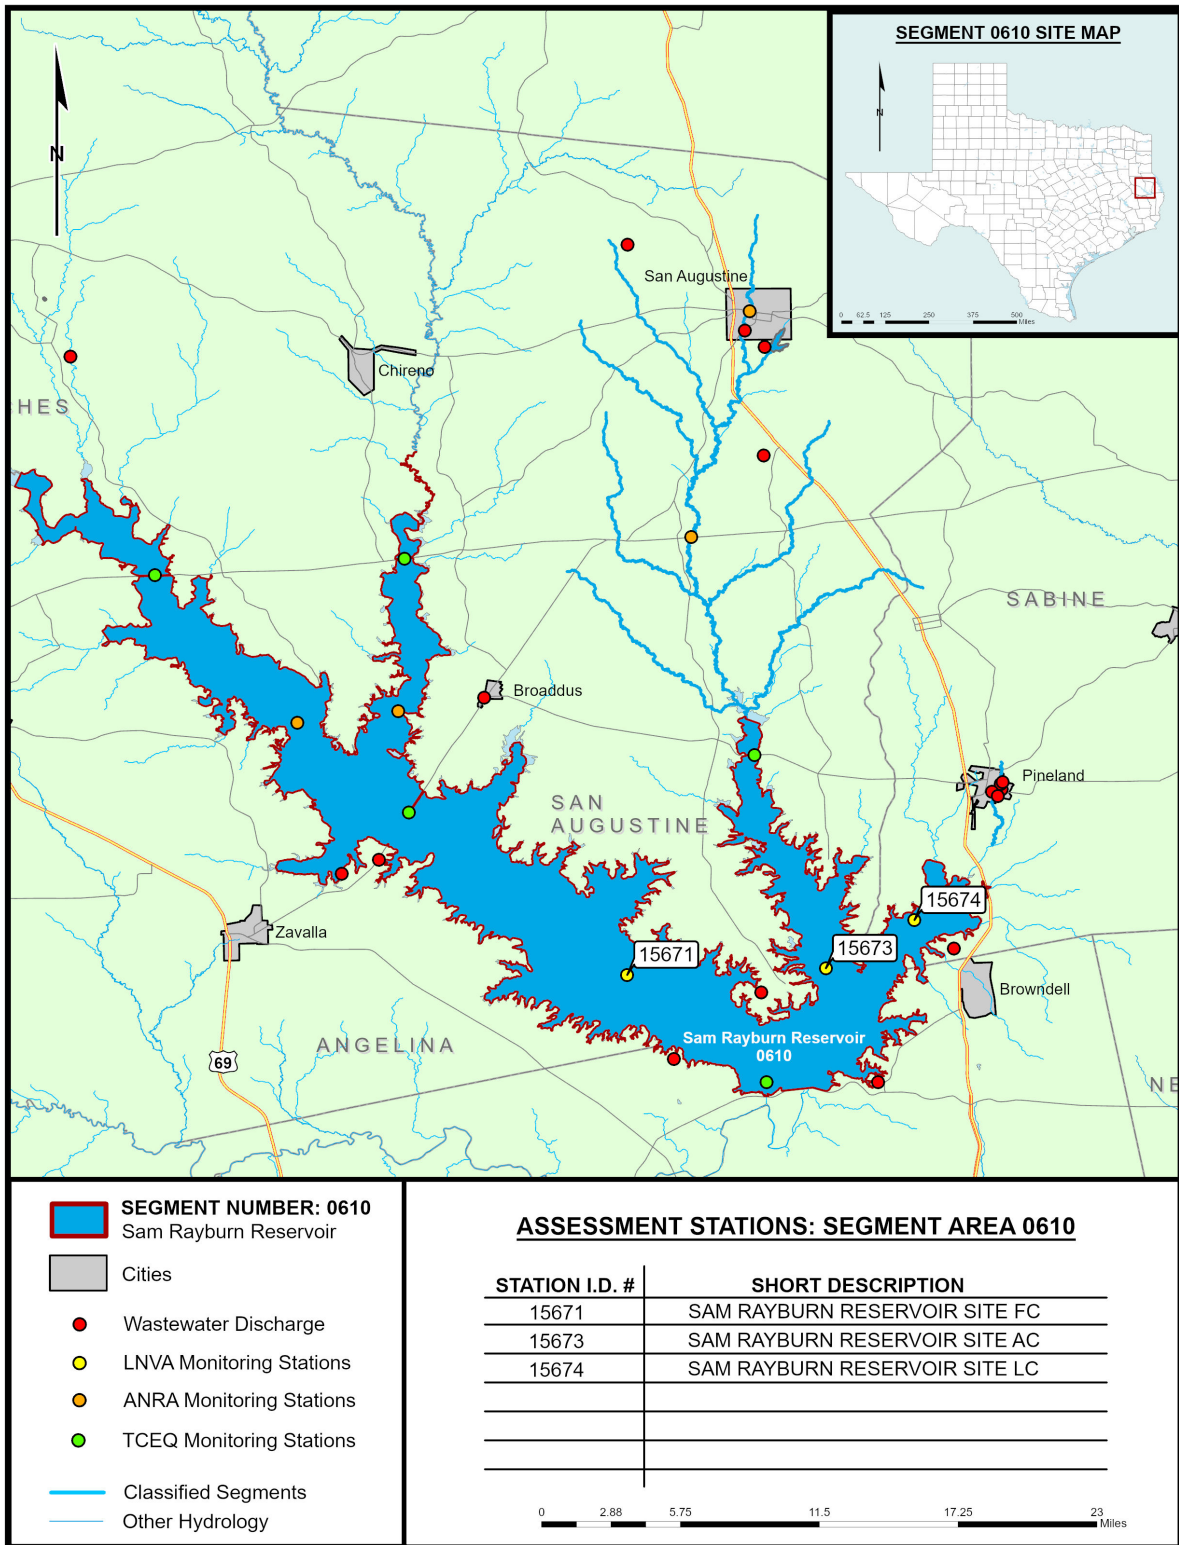 SEGMENT 0610 SITE MAP
N
0 62.5 125 250 375 500
Miles
N
San Augustine
Chireno
HES
SABINE
Broaddus
Pineland
SAN
AUGUSTINE
15674
15673
15671
Zavalla
Browndell
Sam Rayburn Reservoir
0610
ANGELINA
69
NE
SEGMENT NUMBER: 0610
Sam Rayburn Reservoir
Cities
Wastewater Discharge
LNVA Monitoring Stations
ANRA Monitoring Stations
TCEQ Monitoring Stations
Classified Segments
Other Hydrology
ASSESSMENT STATIONS: SEGMENT AREA 0610
STATION I.D. # SHORT DESCRIPTION
15671 SAM RAYBURN RESERVOIR SITE FC
15673 SAM RAYBURN RESERVOIR SITE AC
15674 SAM RAYBURN RESERVOIR SITE LC
0 2.88 5.75 11.5 17.25 23
Miles